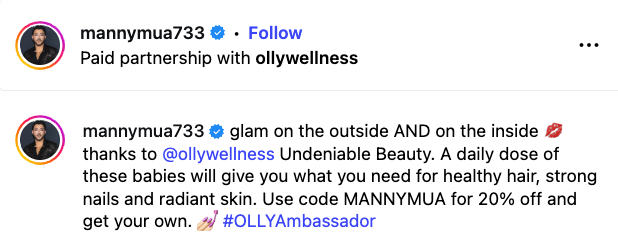 mannymua733 • Follow
Paid partnership with ollywellness
mannymua733 glam on the outside AND on the inside 💋
thanks to @ollywellness Undeniable Beauty. A daily dose of
these babies will give you what you need for healthy hair, strong
nails and radiant skin. Use code MANNYMUA for 20% off and
get your own. 💅 #OLLYAmbassador